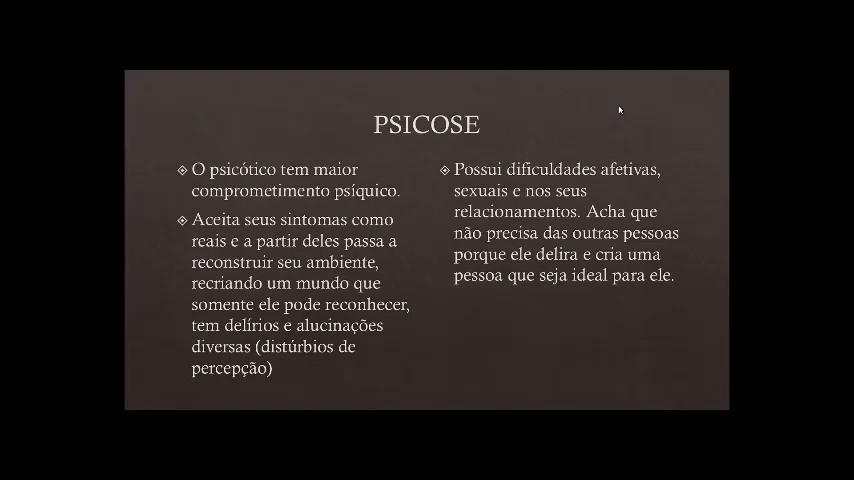 PSICOSE
O psicótico tem maior
comprometimento psíquico.
Aceita seus sintomas como
reais e a partir deles passa a
reconstruir seu ambiente,
recriando um mundo que
somente ele pode reconhecer,
tem delírios e alucinações
diversas (distúrbios de
percepção)
Possui dificuldades afetivas,
sexuais e nos seus
relacionamentos. Acha que
não precisa das outras pessoas
porque ele delira e cria uma
pessoa que seja ideal para ele.